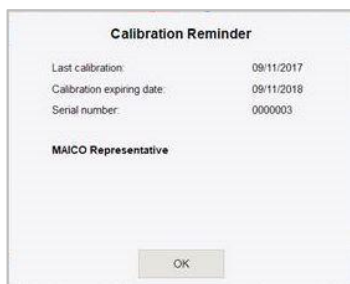 Calibration Reminder
Last calibration: 09/11/2017
Calibration expiring date: 09/11/2018
Serial number: 0000003
MAICO Representative
OK